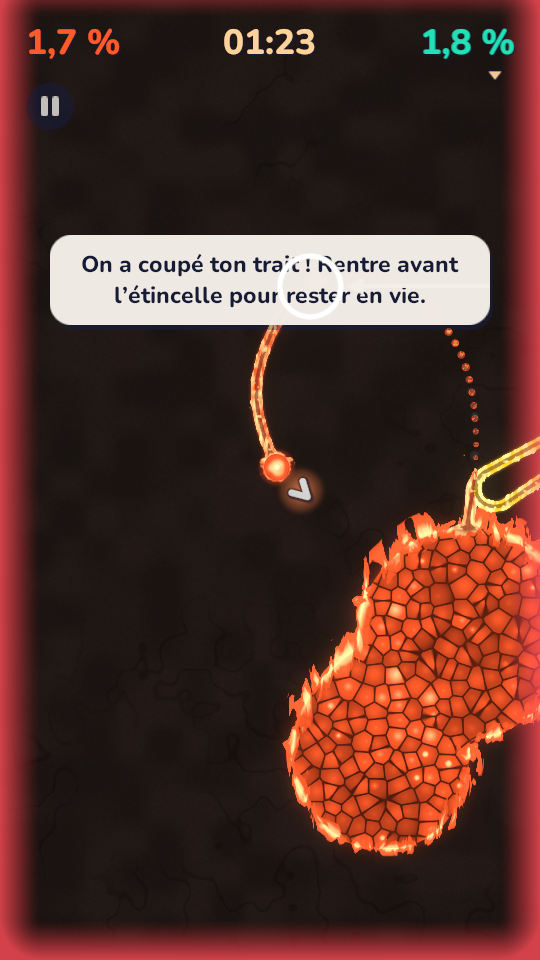 1,7 % 01:23 1,8 %
On a coupé ton trait ! Rentre avant
l’étincelle pour rester en vie.